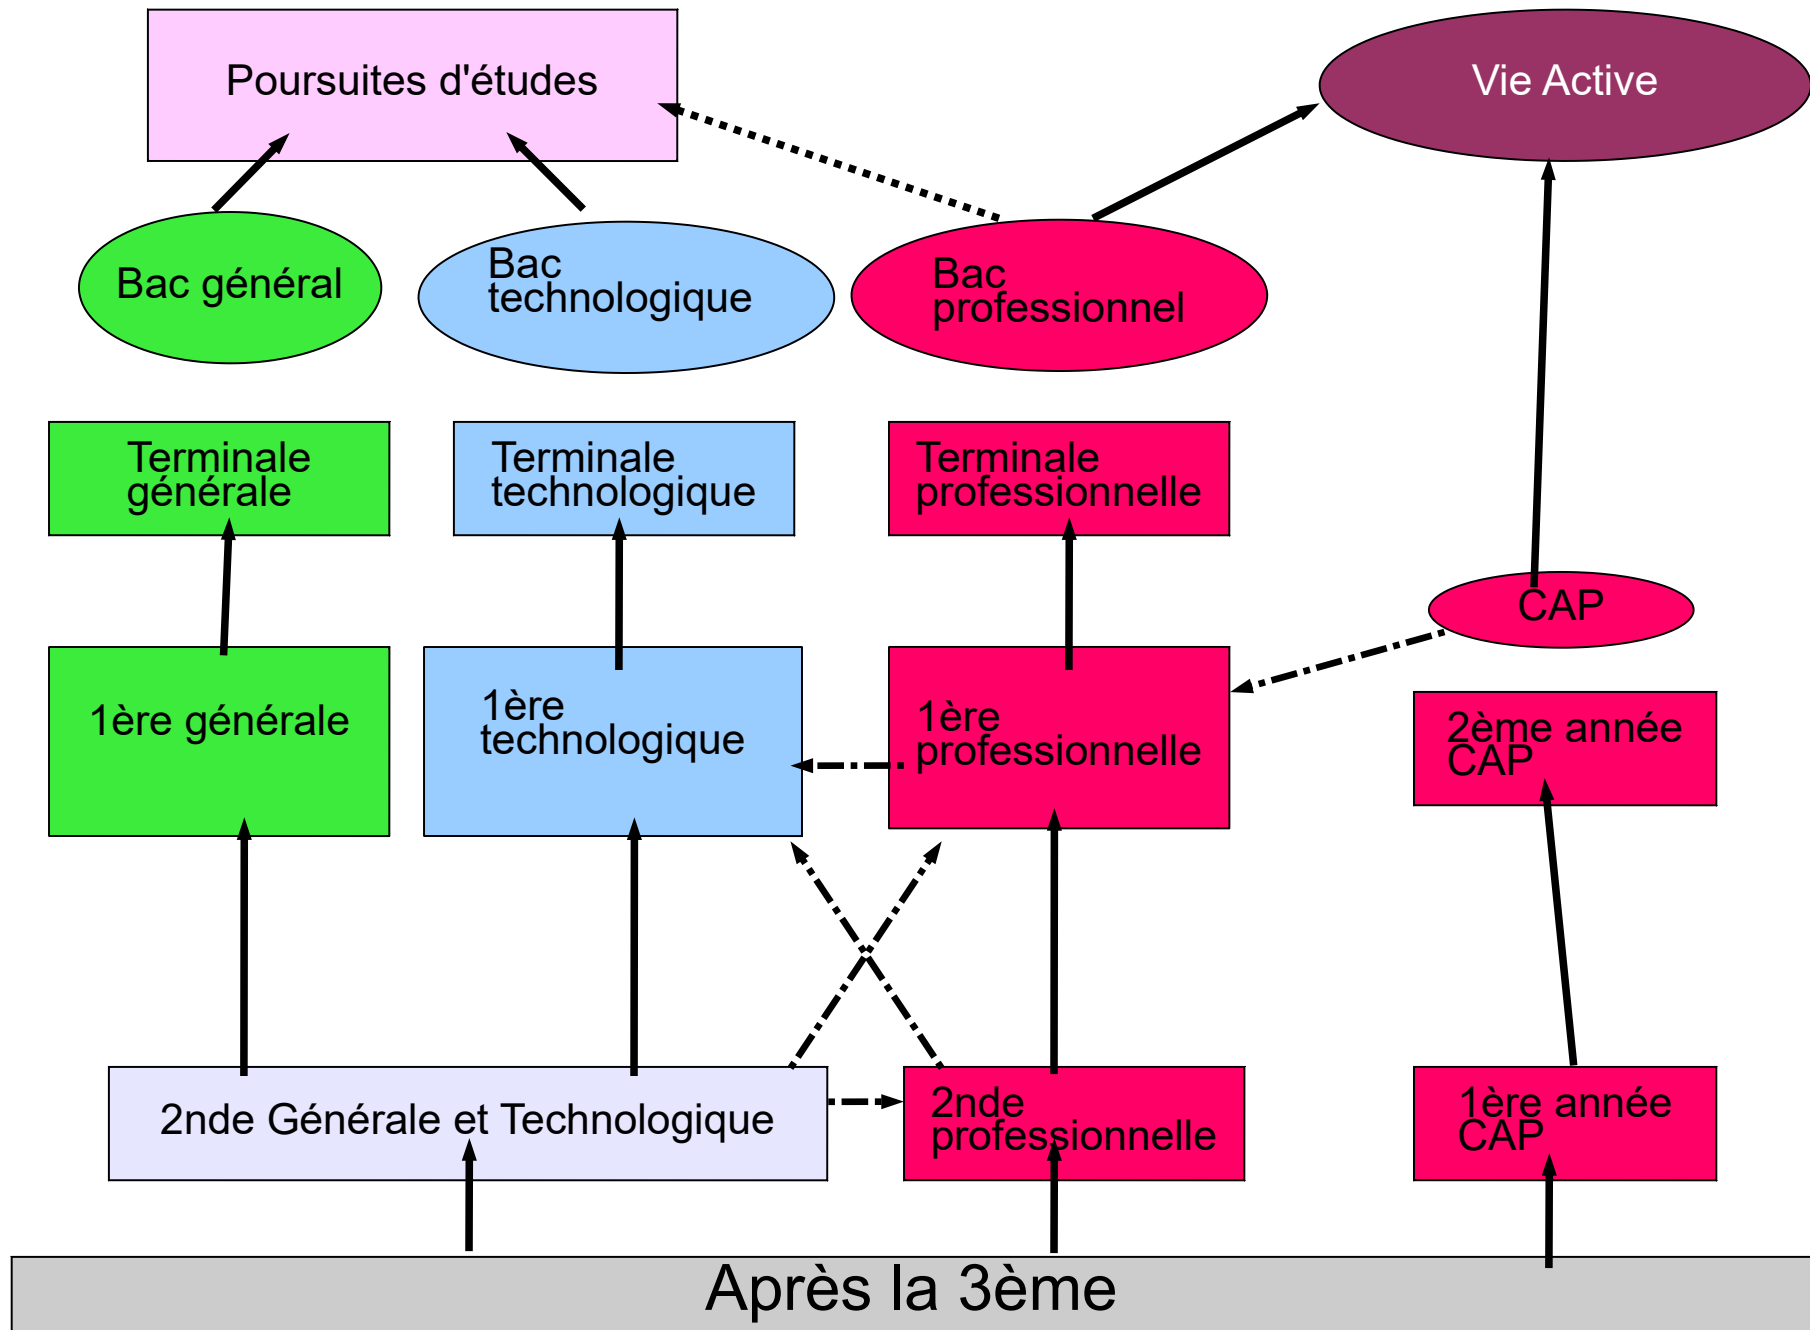 Poursuites d'études
Vie Active
Bac général
Bac
technologique
Bac
professionnel
Terminale
générale
Terminale
technologique
Terminale
professionnelle
CAP
1ère générale
1ère
technologique
1ère
professionnelle
2ème année
CAP
2nde Générale et Technologique
2nde
professionnelle
1ère année
CAP
Après la 3ème